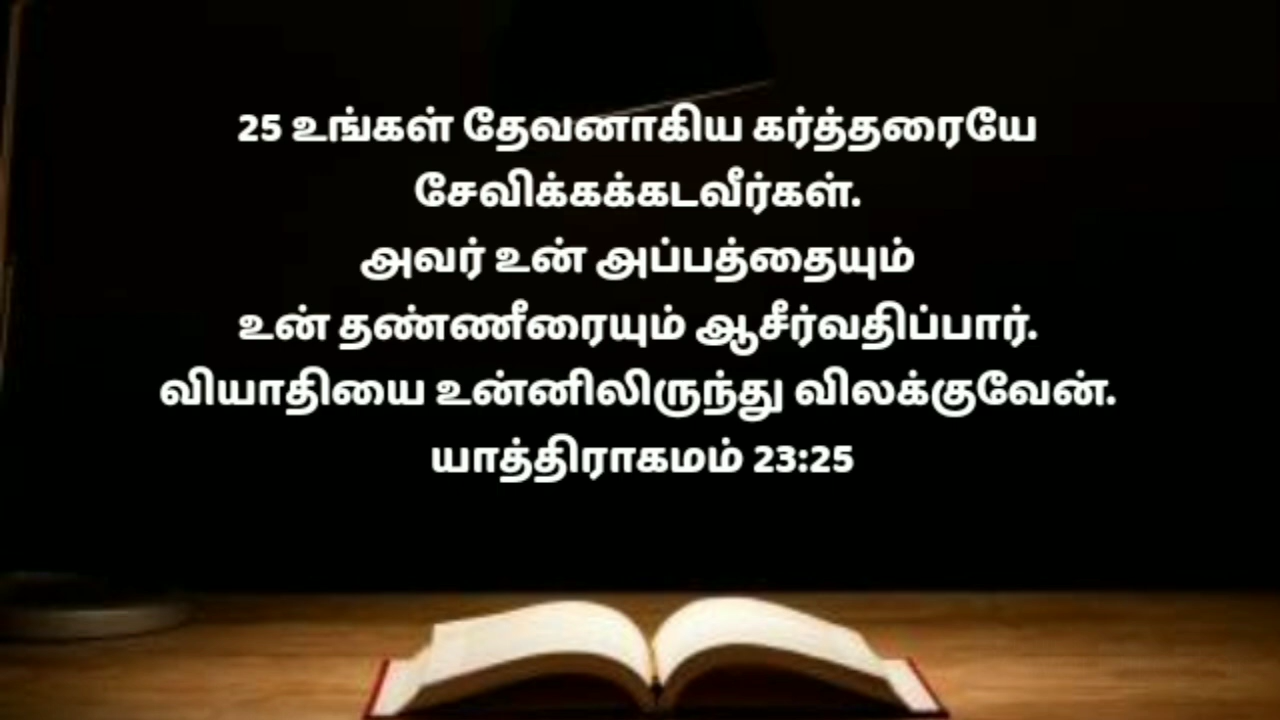 25 உங்கள் தேவனாகிய கர்த்தரையே
சேவிக்கக்கடவீர்கள்.
அவர் உன் அப்பத்தையும்
உன் தண்ணீரையும் ஆசீர்வதிப்பார்.
வியாதியை உன்னிலிருந்து விலக்குவேன்.
யாத்திராகமம் 23:25